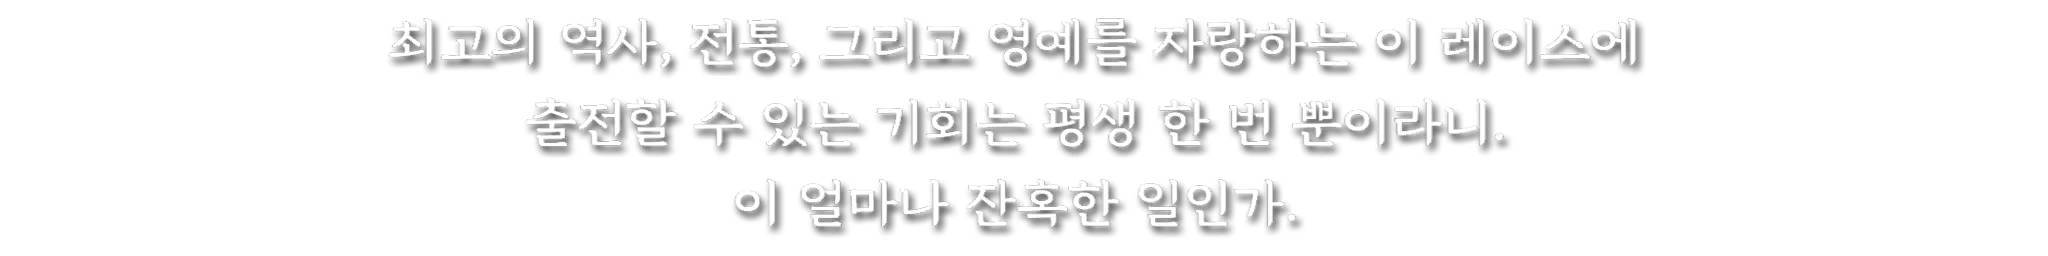 최고의 역사, 전통, 그리고 영예를 자랑하는 이 레이스에
출전할 수 있는 기회는 평생 한 번 뿐이라니.
이 얼마나 잔혹한 일인가.